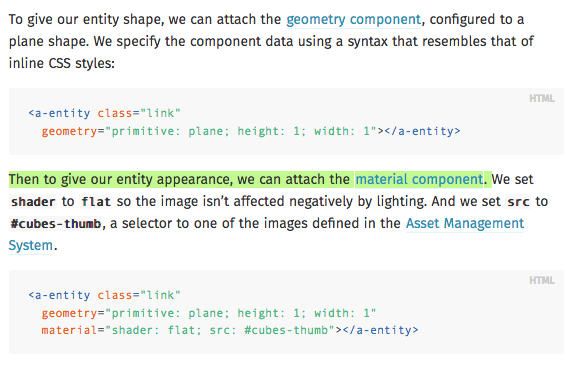 To give our entity shape, we can attach the geometry component, configured to a
plane shape. We specify the component data using a syntax that resembles that of
inline CSS styles:
HTML
<a-entity class="link"
geometry="primitive: plane; height: 1; width: 1"></a-entity>
Then to give our entity appearance, we can attach the material component. We set
shader to flat so the image isn’t affected negatively by lighting. And we set src to
#cubes-thumb, a selector to one of the images defined in the Asset Management
System.
HTML
<a-entity class="link"
geometry="primitive: plane; height: 1; width: 1"
material="shader: flat; src: #cubes-thumb"></a-entity>